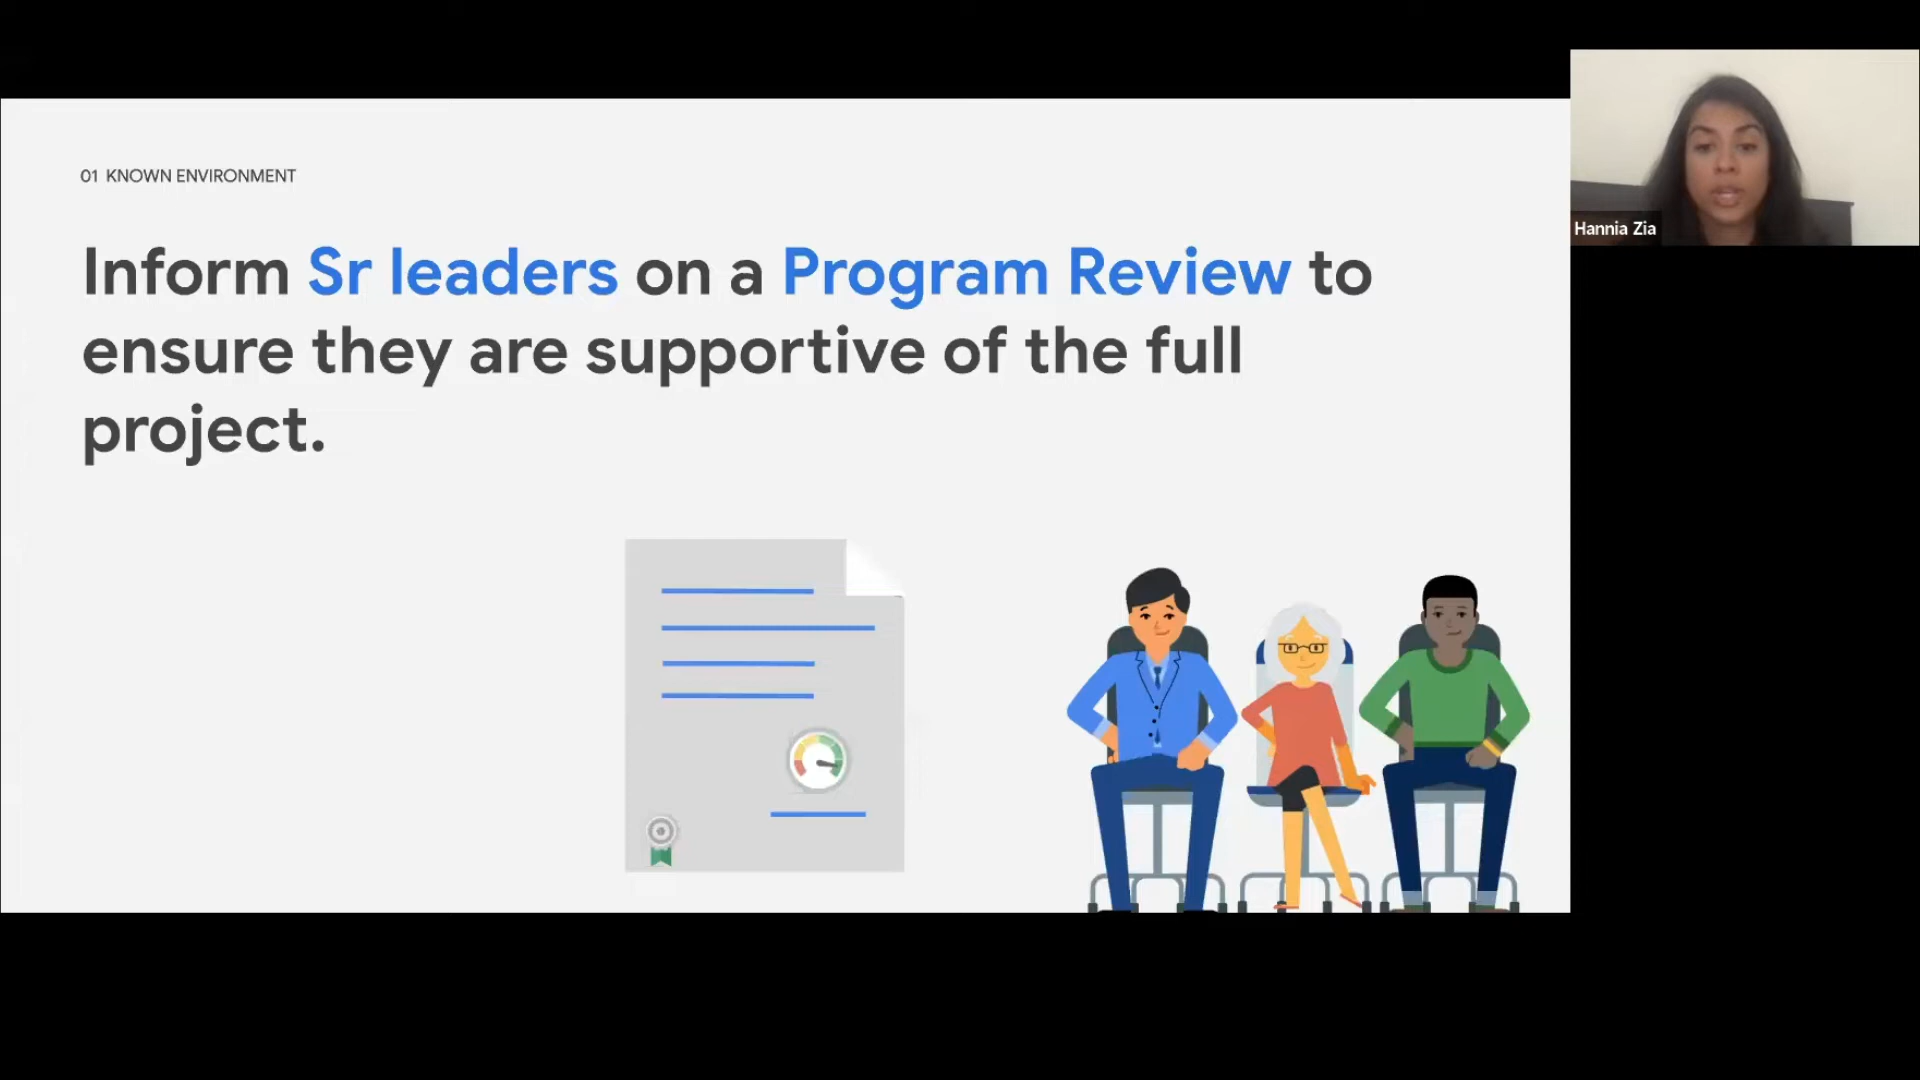 01 KNOWN ENVIRONMENT
Inform Sr leaders on a Program Review to
ensure they are supportive of the full
project.
Hannia Zia